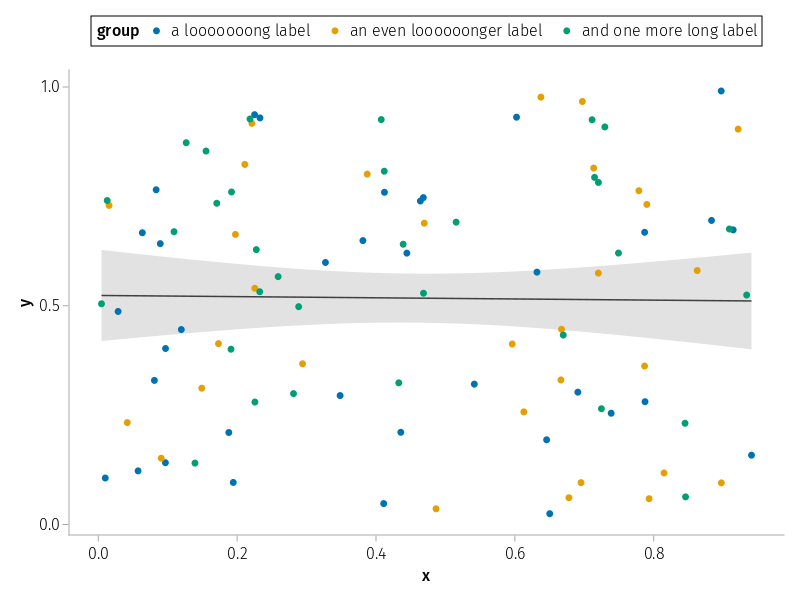 group a looooooong label an even loooooonger label and one more long label
1.0
0.5
0.0
y
0.0 0.2 0.4 0.6 0.8
x